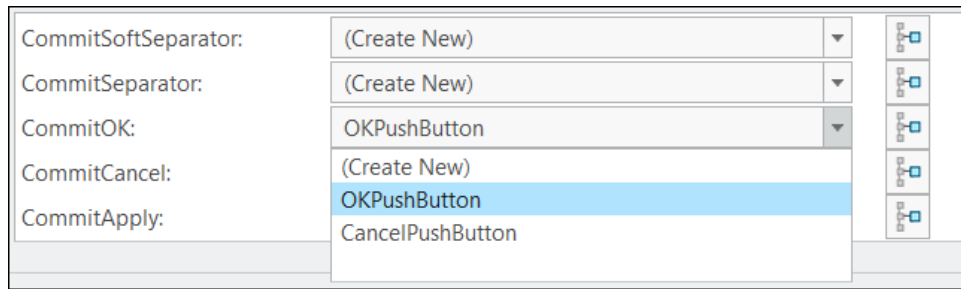 CommitSoftSeparator: (Create New)
CommitSeparator: (Create New)
CommitOK: OKPushButton
CommitCancel: (Create New)
OKPushButton
CommitApply: CancelPushButton